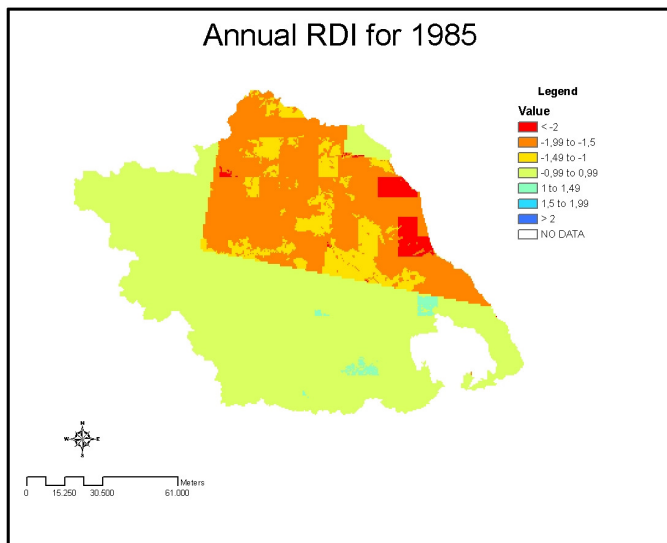 Annual RDI for 1985
Legend
Value
< -2
-1,99 to -1,5
-1,49 to -1
-0,99 to 0,99
1 to 1,49
1,5 to 1,99
> 2
NO DATA
N
W E
S
Meters
0 15.250 30.500 61.000